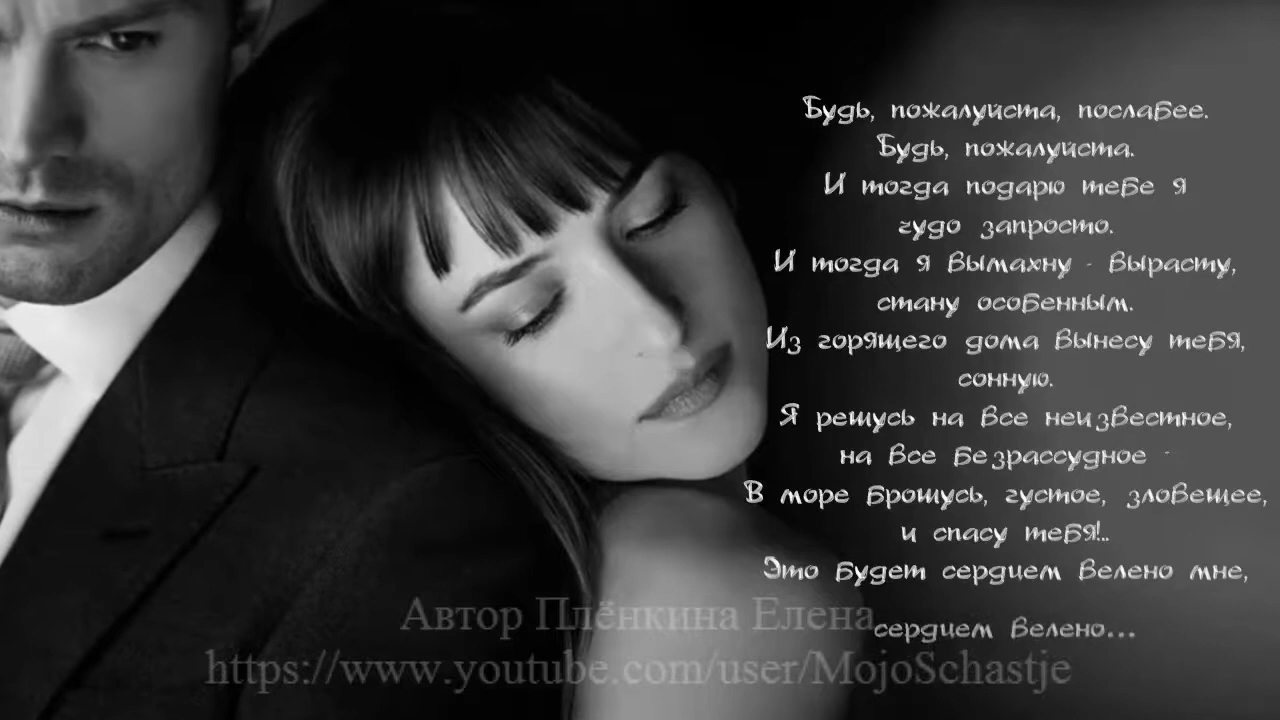 Будь, пожалуйста, послабее.
Будь, пожалуйста.
И тогда подарю тебе я
чудо запросто.
И тогда я вымахну - вырасту,
стану особенным.
Из горящего дома вынесу тебя,
сонную.
Я решусь на все неизвестное,
на все безрассудное -
В море брошусь, густое, зловещее,
и спасу тебя!..
Это будет сердцем велено мне,
сердцем велено...
Автор Плёнкина Елена
https://www.youtube.com/user/MojoSchastje